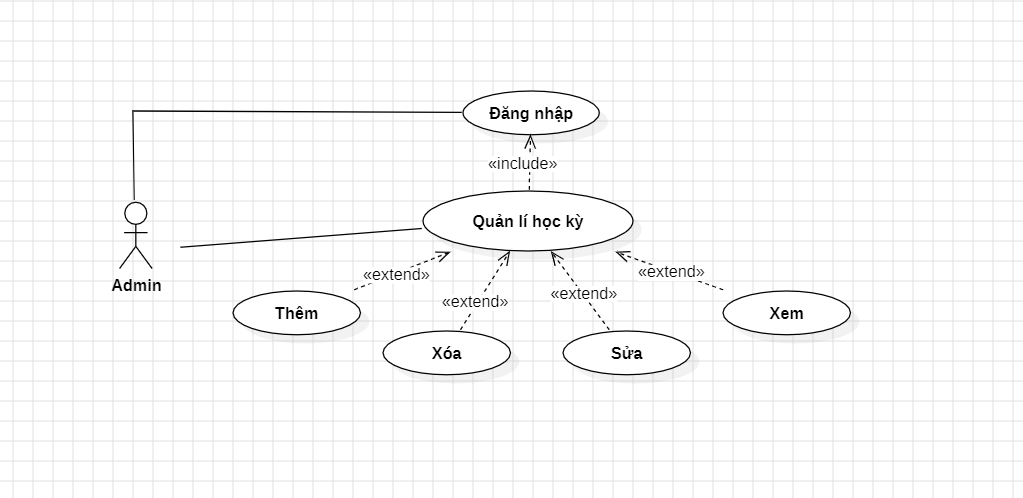 Đăng nhập
«include»
Quản lí học kỳ
Admin
«extend»
«extend»
«extend»
«extend»
Thêm
Xóa
Sửa
Xem